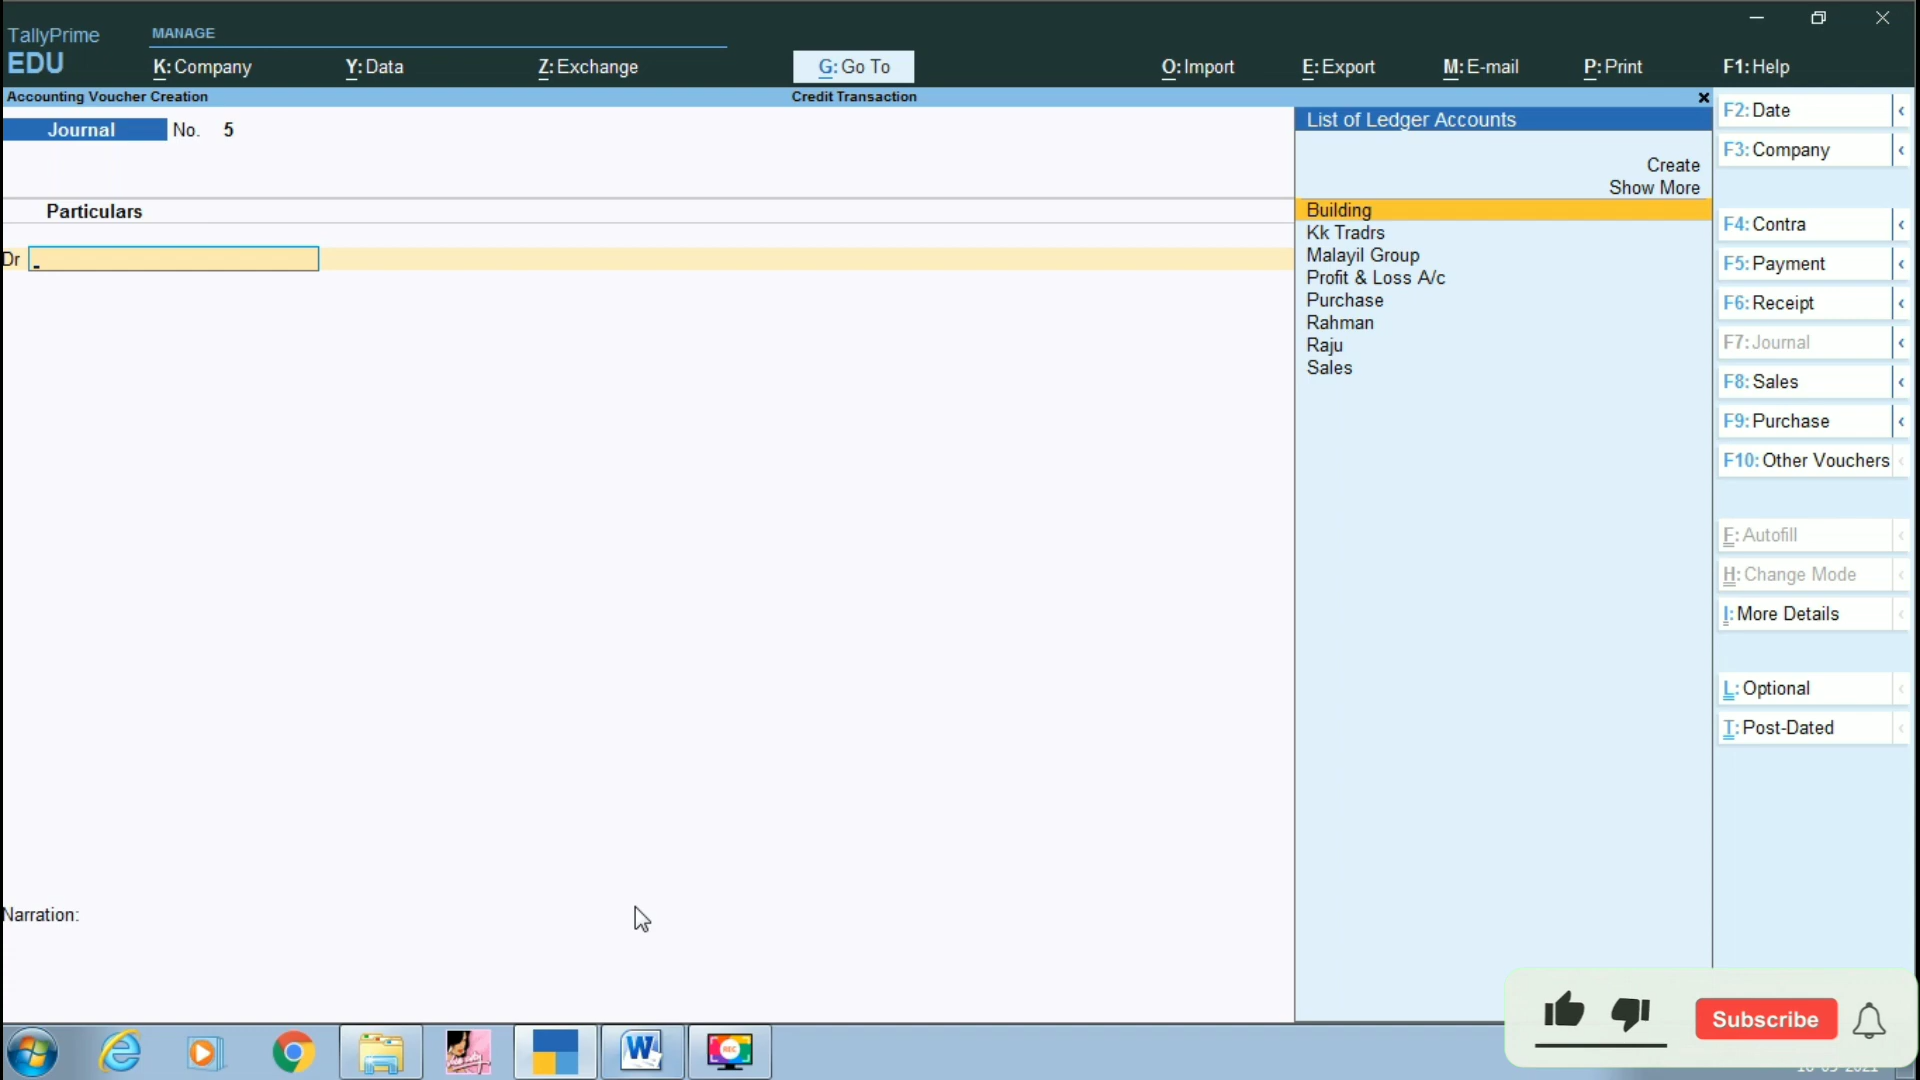 TallyPrime
EDU
MANAGE
K: Company
Y: Data
Z: Exchange
G: Go To
O: Import
E: Export
M: E-mail
P: Print
F1: Help
Accounting Voucher Creation
Credit Transaction
Journal No. 5
Particulars
Dr
Narration:
List of Ledger Accounts
Create
Show More
Building
Kk Tradrs
Malayil Group
Profit & Loss A/c
Purchase
Rahman
Raju
Sales
F2: Date
F3: Company
F4: Contra
F5: Payment
F6: Receipt
F7: Journal
F8: Sales
F9: Purchase
F10: Other Vouchers
F: Autofill
H: Change Mode
I: More Details
L: Optional
T: Post-Dated
W
REC
Subscribe